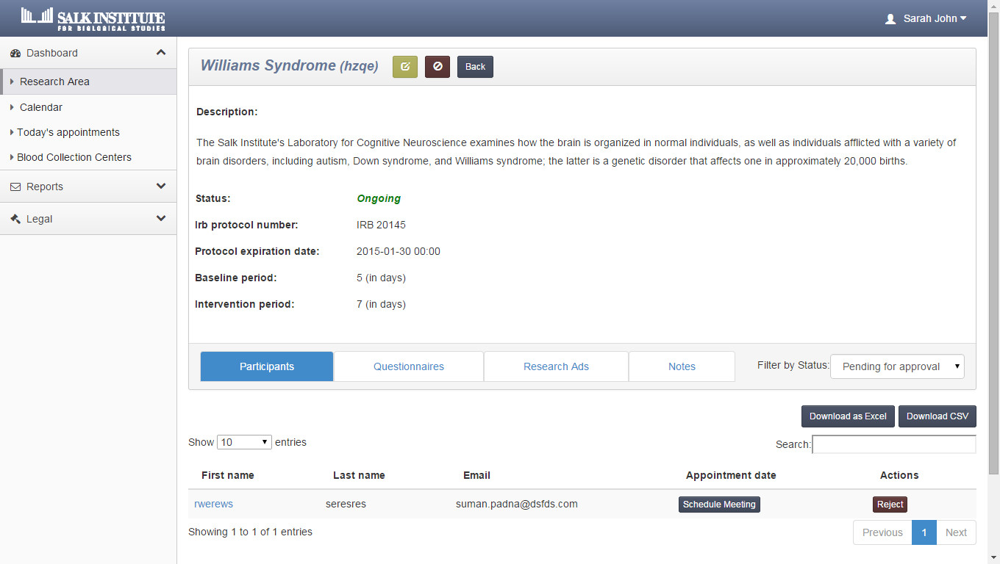 SALK INSTITUTE
FOR BIOLOGICAL STUDIES
Sarah John
Dashboard
Research Area
Calendar
Today's appointments
Blood Collection Centers
Reports
Legal
Williams Syndrome (hzqe)
Back
Description:
The Salk Institute's Laboratory for Cognitive Neuroscience examines how the brain is organized in normal individuals, as well as individuals afflicted with a variety of
brain disorders, including autism, Down syndrome, and Williams syndrome; the latter is a genetic disorder that affects one in approximately 20,000 births.
Status: Ongoing
Irb protocol number: IRB 20145
Protocol expiration date: 2015-01-30 00:00
Baseline period: 5 (in days)
Intervention period: 7 (in days)
Participants Questionnaires Research Ads Notes Filter by Status: Pending for approval
Download as Excel Download CSV
Show 10 entries Search:
First name Last name Email Appointment date Actions
rwerews seresres suman.padna@dsfds.com Schedule Meeting Reject
Showing 1 to 1 of 1 entries Previous 1 Next